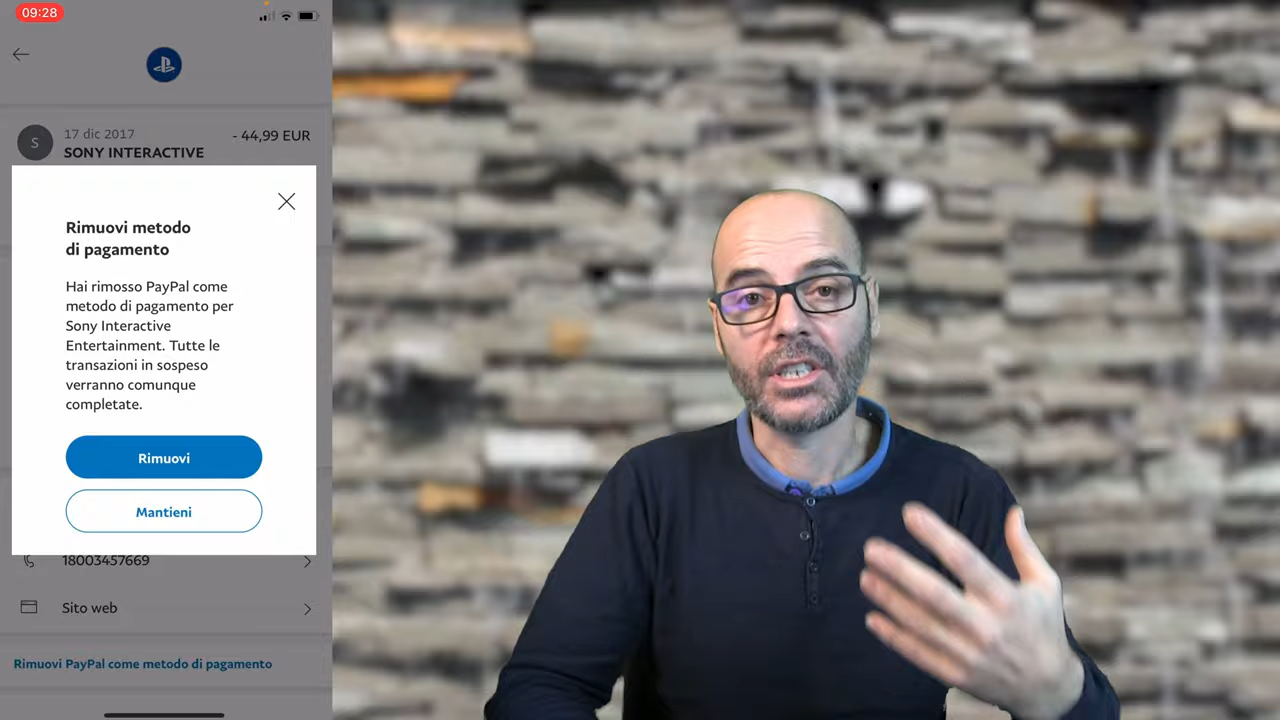 09:28
17 dic 2017
- 44,99 EUR
S
SONY INTERACTIVE
Rimuovi metodo
di pagamento
Hai rimosso PayPal come
metodo di pagamento per
Sony Interactive
Entertainment. Tutte le
transazioni in sospeso
verranno comunque
completate.
Rimuovi
Mantieni
18003457669
Sito web
Rimuovi PayPal come metodo di pagamento